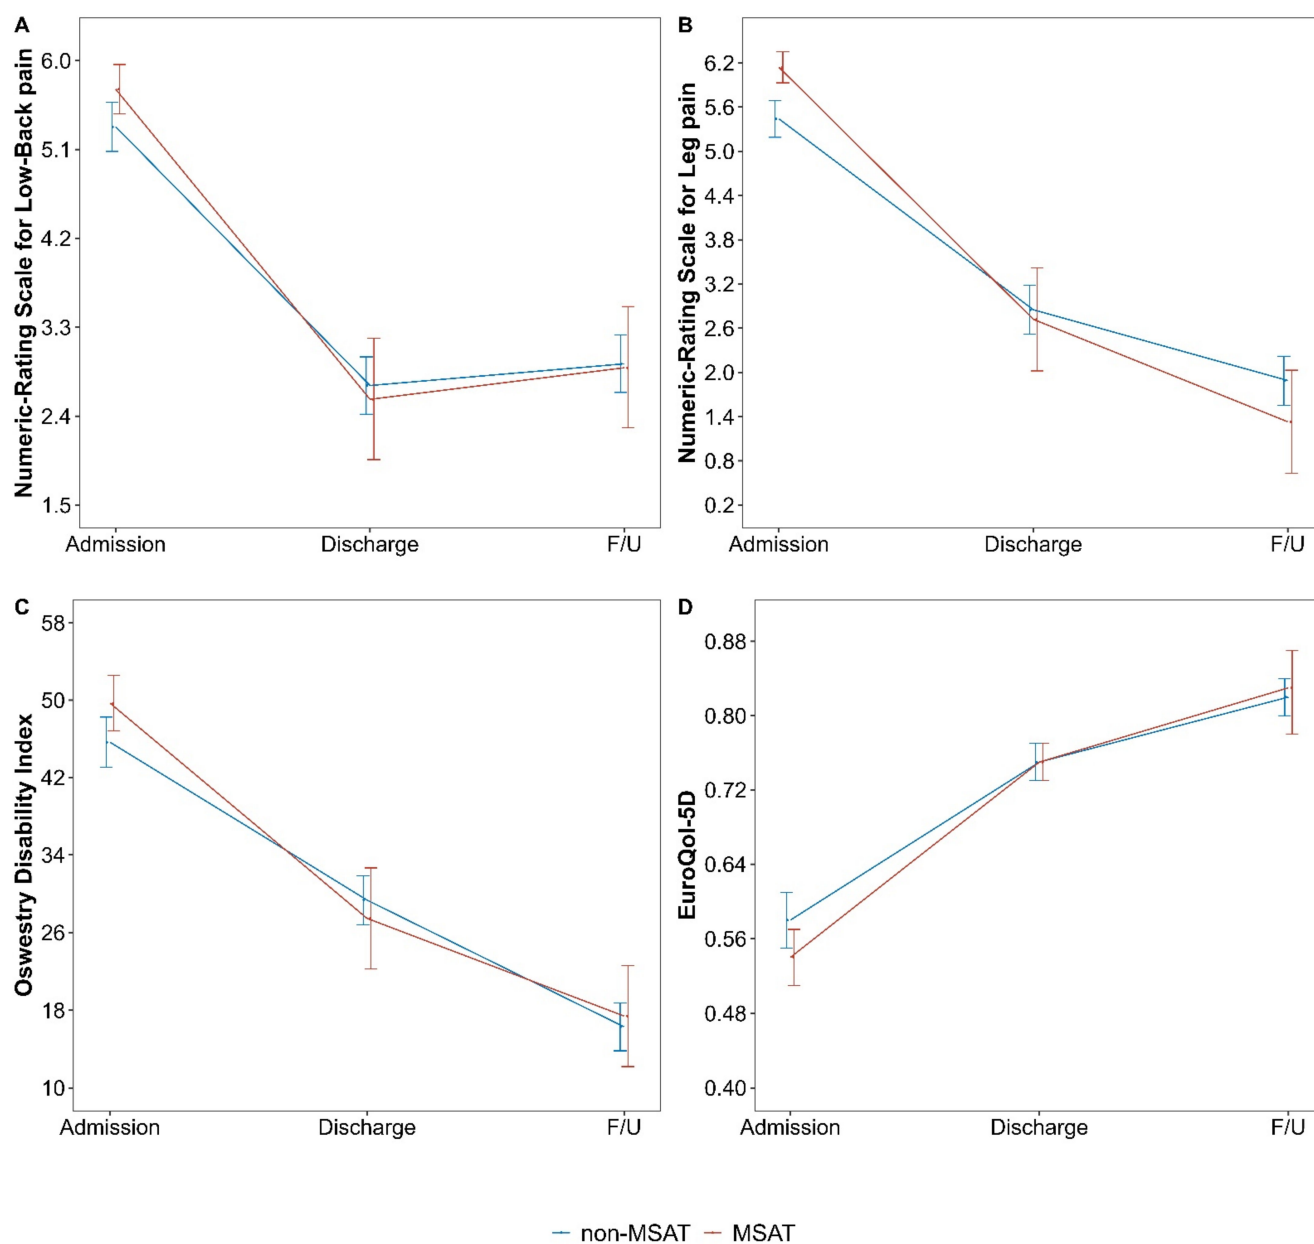 A
Numeric-Rating Scale for Low-Back pain
6.0
5.1
4.2
3.3
2.4
1.5
Admission Discharge F/U
B
Numeric-Rating Scale for Leg pain
6.2
5.6
5.0
4.4
3.8
3.2
2.6
2.0
1.4
0.8
0.2
Admission Discharge F/U
C
Oswestry Disability Index
58
50
42
34
26
18
10
Admission Discharge F/U
D
EuroQol-5D
0.88
0.80
0.72
0.64
0.56
0.48
0.40
Admission Discharge F/U
non-MSAT MSAT